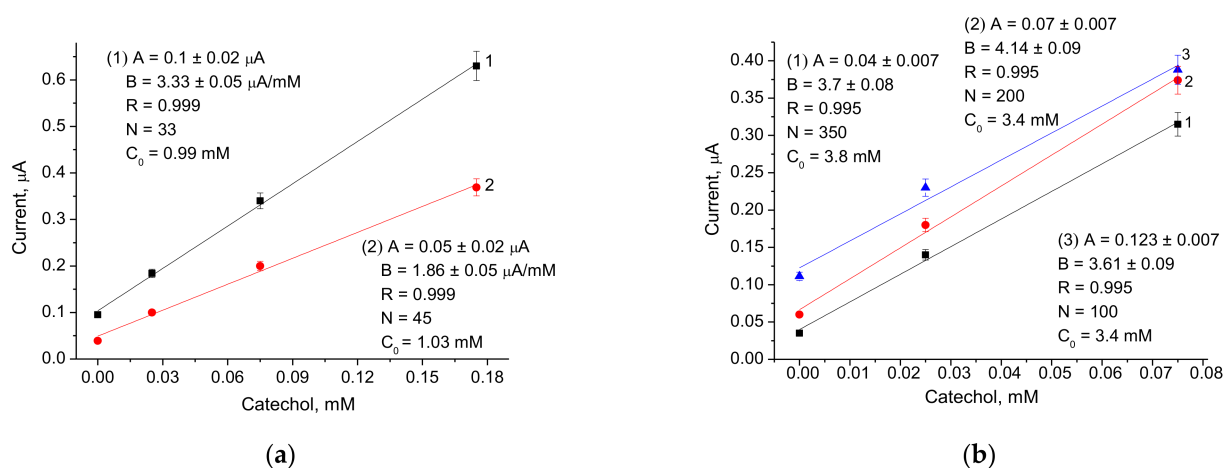 (1) A = 0.1 ± 0.02 μA
B = 3.33 ± 0.05 μA/mM
R = 0.999
N = 33
C0 = 0.99 mM
1
2
(2) A = 0.05 ± 0.02 μA
B = 1.86 ± 0.05 μA/mM
R = 0.999
N = 45
C0 = 1.03 mM
Current, μA
0.6
0.5
0.4
0.3
0.2
0.1
0.0
0.00 0.03 0.06 0.09 0.12 0.15 0.18
Catechol, mM
(a)
(1) A = 0.04 ± 0.007
B = 3.7 ± 0.08
R = 0.995
N = 350
C0 = 3.8 mM
(2) A = 0.07 ± 0.007
B = 4.14 ± 0.09
R = 0.995
N = 200
C0 = 3.4 mM
3
2
1
(3) A = 0.123 ± 0.007
B = 3.61 ± 0.09
R = 0.995
N = 100
C0 = 3.4 mM
Current, μA
0.40
0.35
0.30
0.25
0.20
0.15
0.10
0.05
0.00
0.00 0.01 0.02 0.03 0.04 0.05 0.06 0.07 0.08
Catechol, mM
(b)